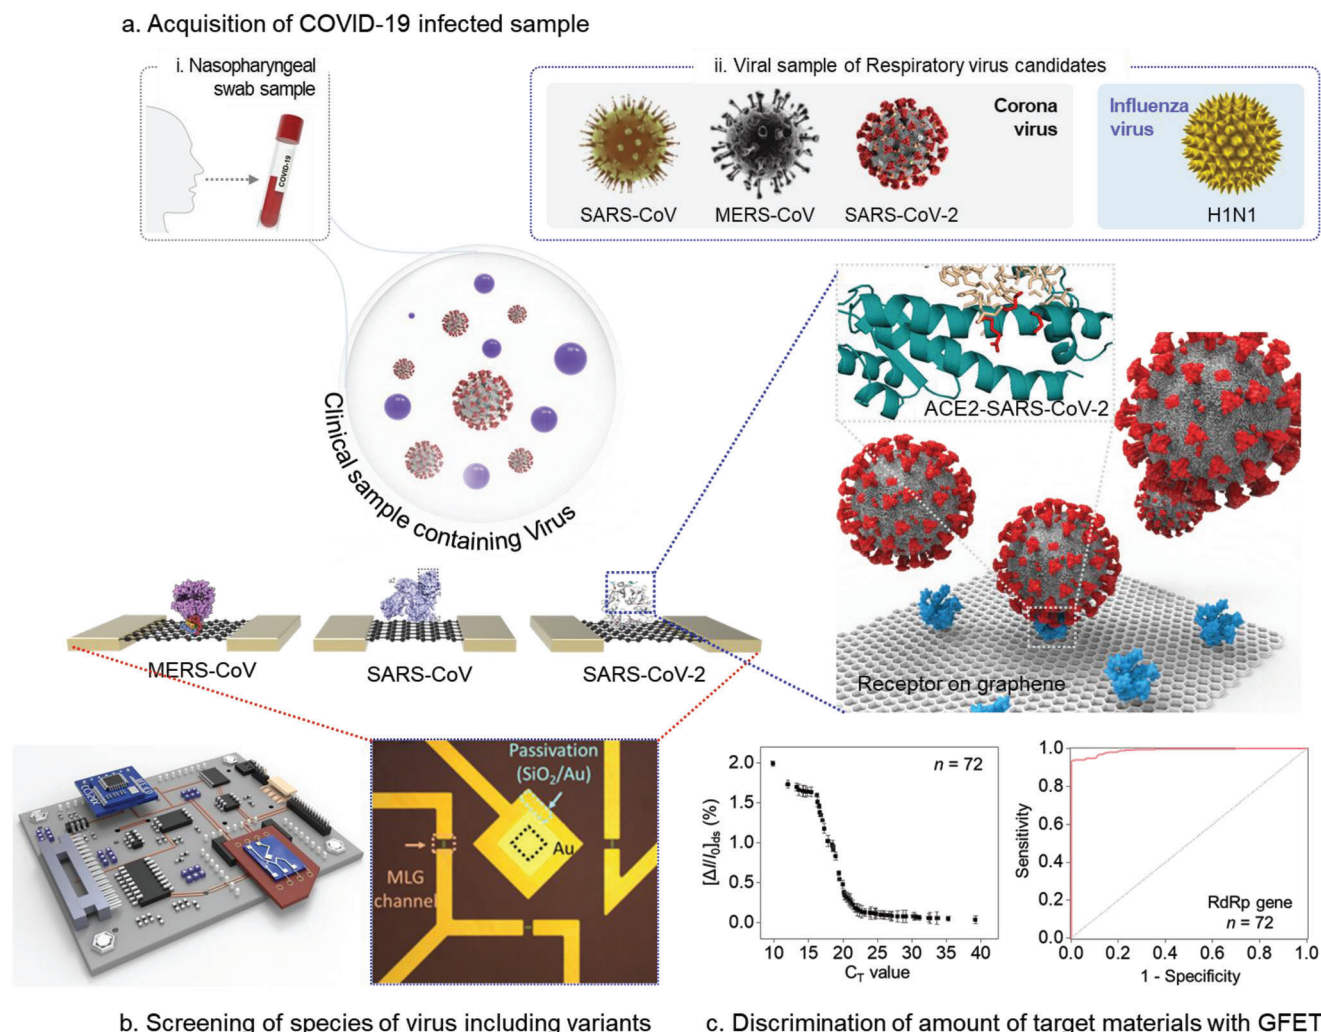 a. Acquisition of COVID-19 infected sample
i. Nasopharyngeal
swab sample
COVID-19
ii. Viral sample of Respiratory virus candidates
Corona
virus
SARS-CoV
MERS-CoV
SARS-CoV-2
Influenza
virus
H1N1
Clinical sample containing Virus
ACE2-SARS-CoV-2
Receptor on graphene
MERS-CoV
SARS-CoV
SARS-CoV-2
Passivation
(SiO₂/Au)
Au
MLG
channel
n = 72
[ΔI/I₀]ds (%)
2.0
1.5
1.0
0.5
0.0
10 15 20 25 30 35 40
C_T value
Sensitivity
1.0
0.8
0.6
0.4
0.2
0.0
RdRp gene
n = 72
0.0 0.2 0.4 0.6 0.8 1.0
1 - Specificity
b. Screening of species of virus including variants
c. Discrimination of amount of target materials with GFET